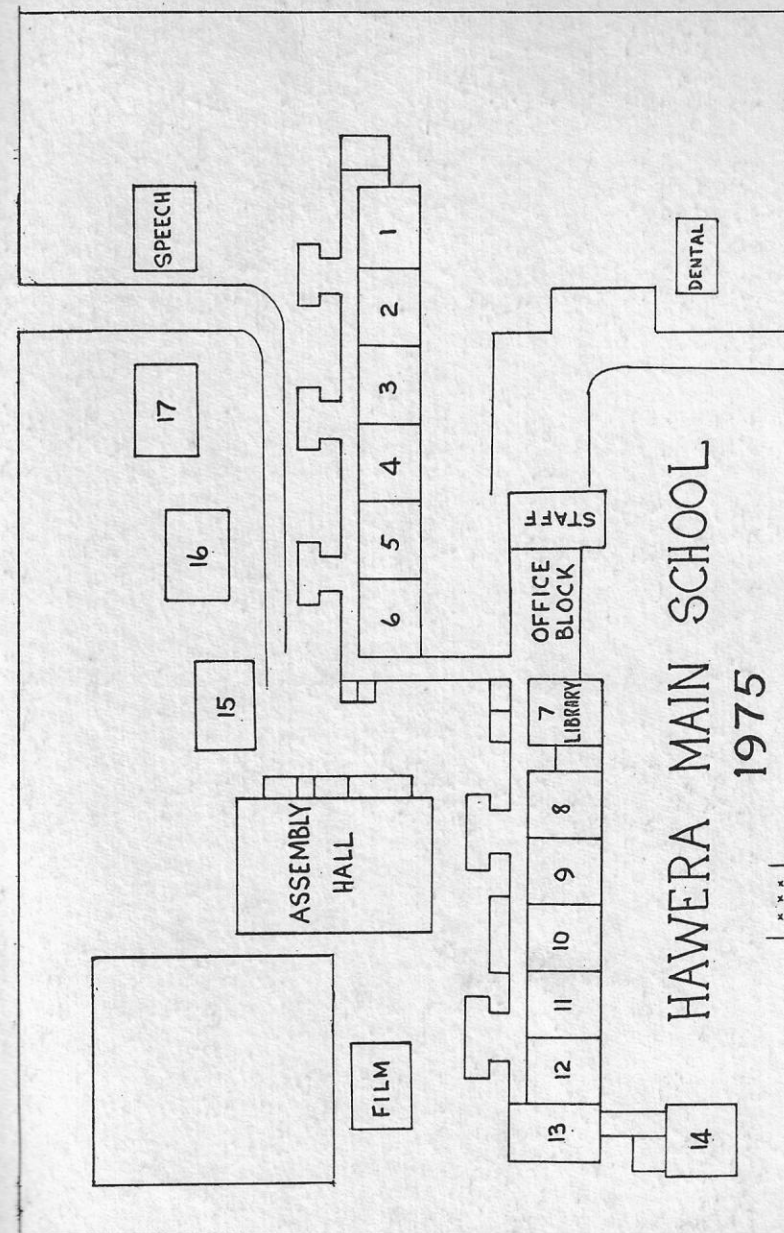 SPEECH
17
16
15
ASSEMBLY
HALL
FILM
6
5
4
3
2
1
13
12
11
10
9
8
7
LIBRARY
OFFICE
BLOCK
STAFF
DENTAL
14
HAWERA MAIN SCHOOL
1975